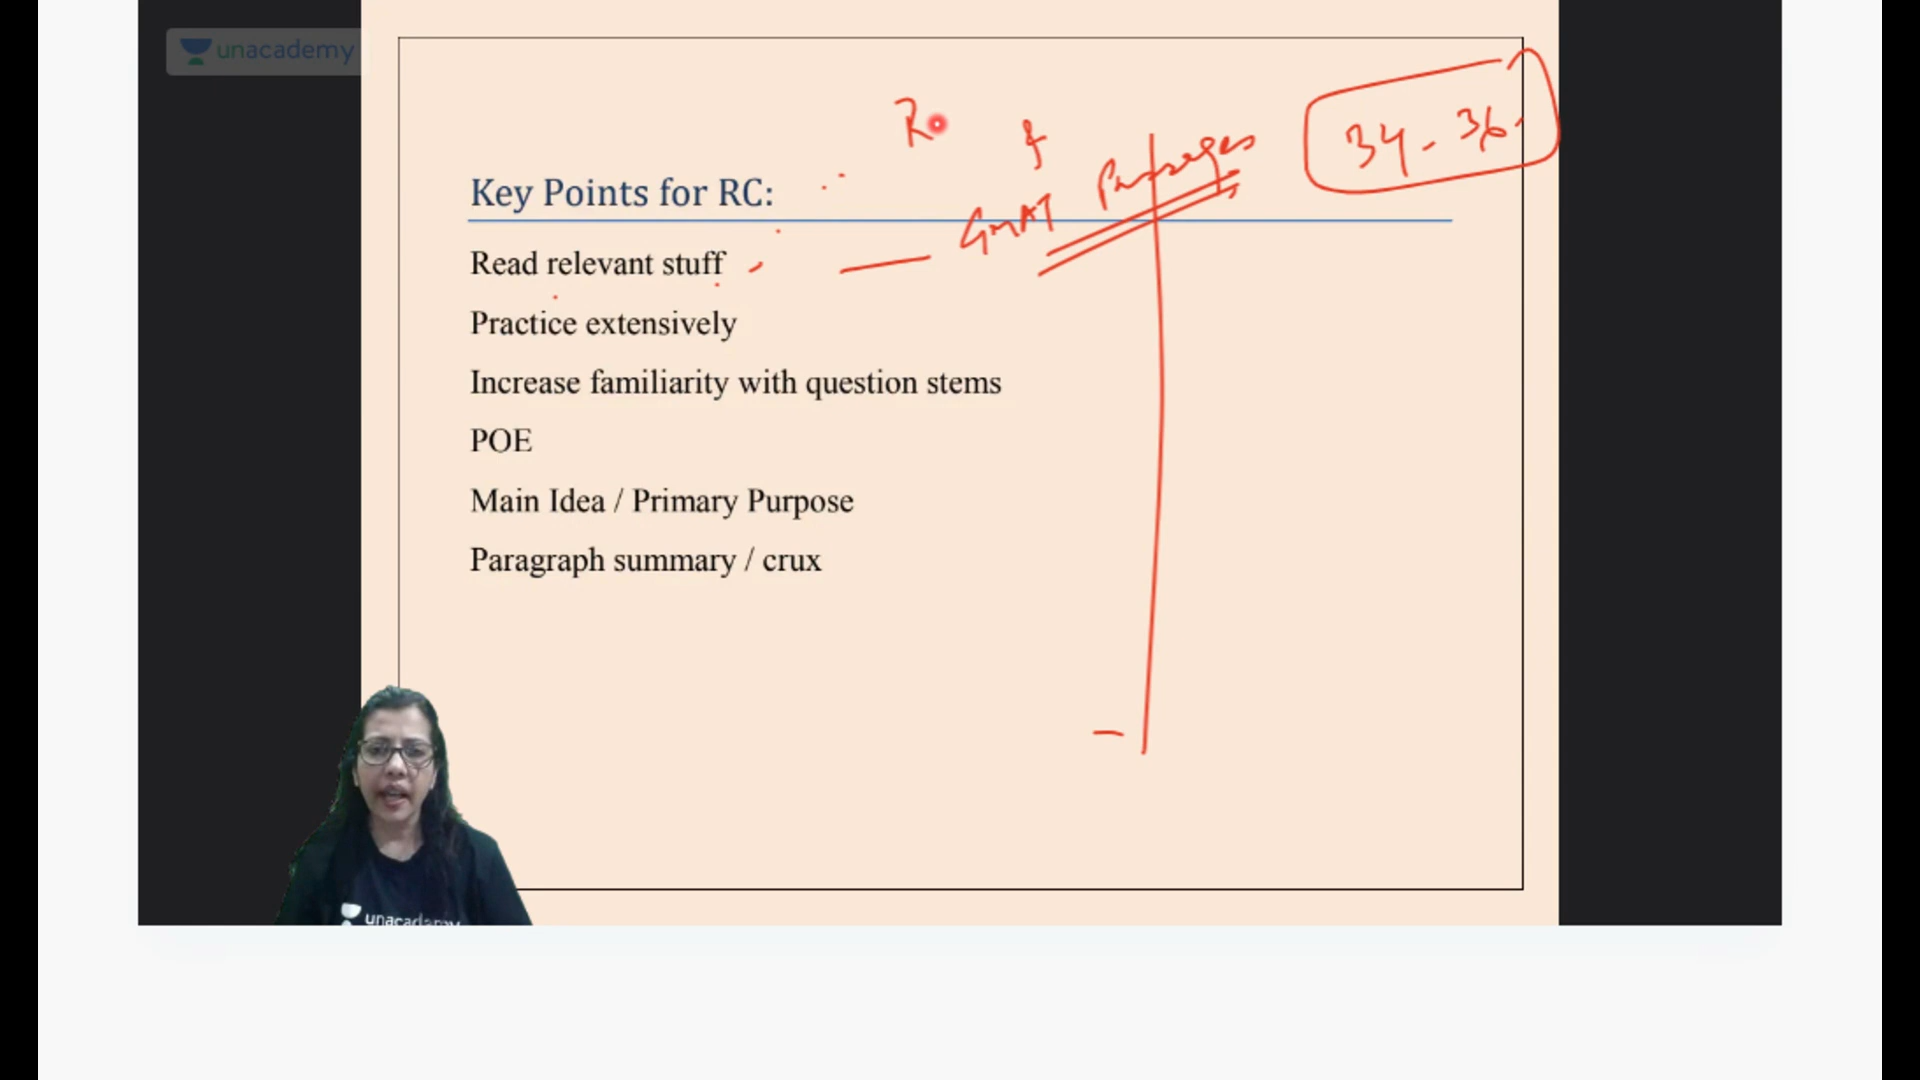 unacademy
34 - 36
GMAT Passages
Key Points for RC:
Read relevant stuff
Practice extensively
Increase familiarity with question stems
POE
Main Idea / Primary Purpose
Paragraph summary / crux
unacademy